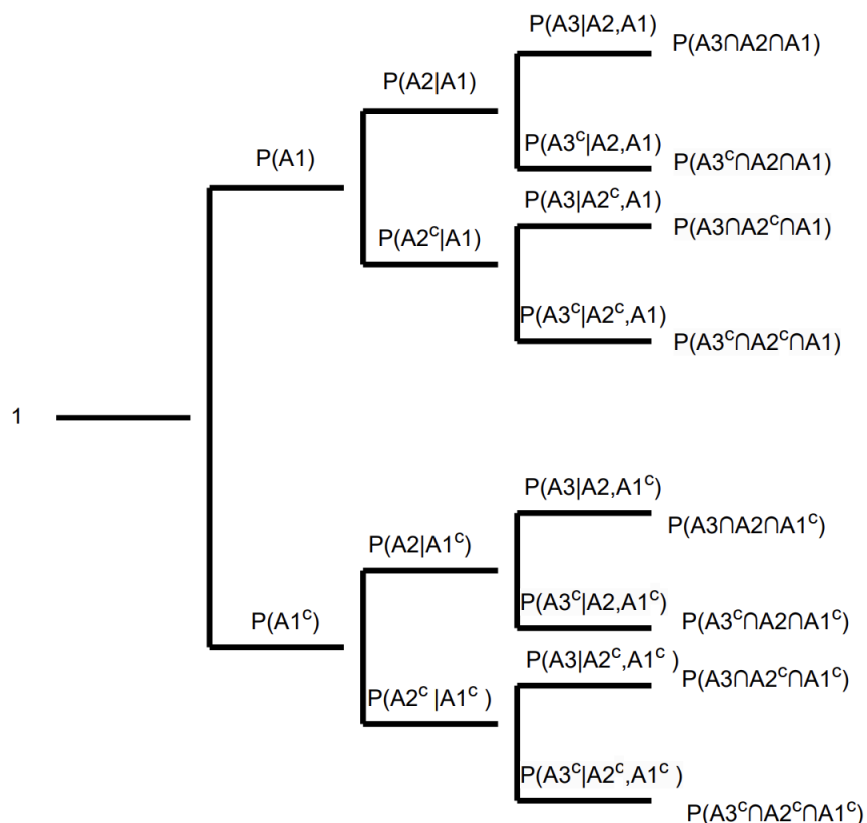 P(A3|A2,A1)
P(A3∩A2∩A1)
P(A2|A1)
P(A3ᶜ|A2,A1)
P(A1)
P(A3ᶜ∩A2∩A1)
P(A3|A2ᶜ,A1)
P(A2ᶜ|A1)
P(A3∩A2ᶜ∩A1)
P(A3ᶜ|A2ᶜ,A1)
P(A3ᶜ∩A2ᶜ∩A1)
1
P(A3|A2,A1ᶜ)
P(A3∩A2∩A1ᶜ)
P(A2|A1ᶜ)
P(A3ᶜ|A2,A1ᶜ)
P(A1ᶜ)
P(A3ᶜ∩A2∩A1ᶜ)
P(A3|A2ᶜ,A1ᶜ )
P(A3∩A2ᶜ∩A1ᶜ)
P(A2ᶜ |A1ᶜ )
P(A3ᶜ|A2ᶜ,A1ᶜ )
P(A3ᶜ∩A2ᶜ∩A1ᶜ)